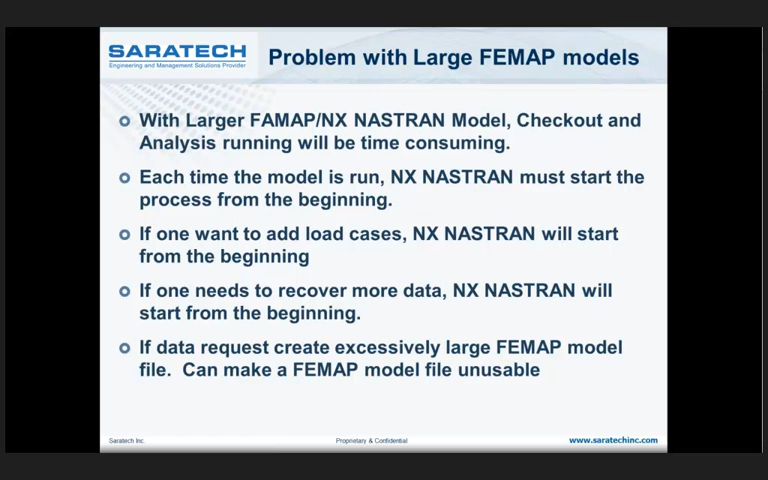 SARATECH
Engineering and Management Solutions Provider
Problem with Large FEMAP models
With Larger FAMAP/NX NASTRAN Model, Checkout and
Analysis running will be time consuming.
Each time the model is run, NX NASTRAN must start the
process from the beginning.
If one want to add load cases, NX NASTRAN will start
from the beginning
If one needs to recover more data, NX NASTRAN will
start from the beginning.
If data request create excessively large FEMAP model
file.  Can make a FEMAP model file unusable
Saratech Inc.
Proprietary & Confidential
www.saratechinc.com